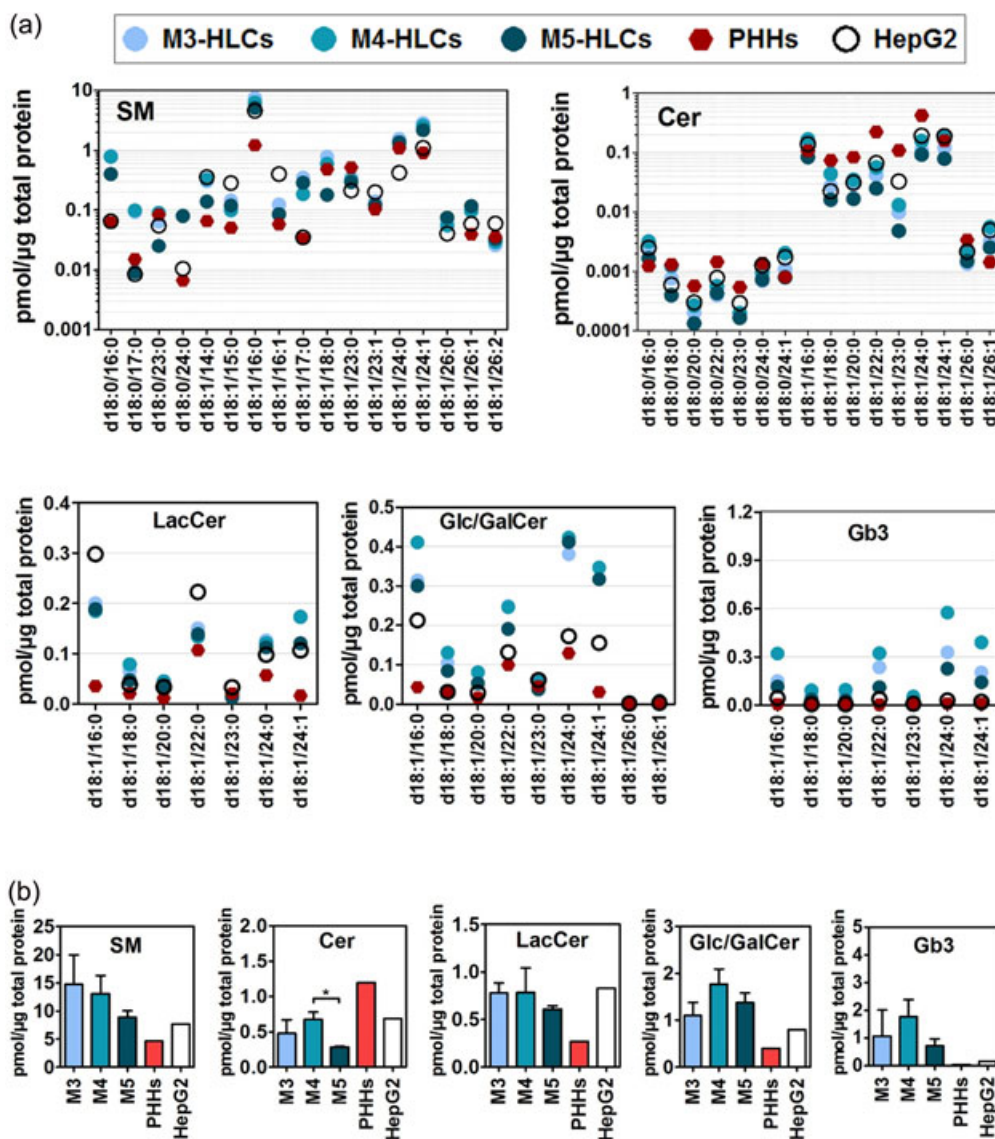 (a)
M3-HLCs M4-HLCs M5-HLCs PHHs HepG2
SM
pmol/µg total protein
10
1
0.1
0.01
0.001
d18:0/16:0
d18:0/17:0
d18:0/23:0
d18:0/24:0
d18:1/14:0
d18:1/15:0
d18:1/16:0
d18:1/16:1
d18:1/17:0
d18:1/18:0
d18:1/23:0
d18:1/23:1
d18:1/24:0
d18:1/24:1
d18:1/26:0
d18:1/26:1
d18:1/26:2
Cer
pmol/µg total protein
1
0.1
0.01
0.001
0.0001
d18:0/16:0
d18:0/18:0
d18:0/20:0
d18:0/22:0
d18:0/23:0
d18:0/24:0
d18:0/24:1
d18:1/16:0
d18:1/18:0
d18:1/20:0
d18:1/22:0
d18:1/23:0
d18:1/24:0
d18:1/24:1
d18:1/26:0
d18:1/26:1
LacCer
pmol/µg total protein
0.4
0.3
0.2
0.1
0.0
d18:1/16:0
d18:1/18:0
d18:1/20:0
d18:1/22:0
d18:1/23:0
d18:1/24:0
d18:1/24:1
Glc/GalCer
pmol/µg total protein
0.5
0.4
0.3
0.2
0.1
0.0
d18:1/16:0
d18:1/18:0
d18:1/20:0
d18:1/22:0
d18:1/23:0
d18:1/24:0
d18:1/24:1
d18:1/26:0
d18:1/26:1
Gb3
pmol/µg total protein
1.2
0.9
0.6
0.3
0.0
d18:1/16:0
d18:1/18:0
d18:1/20:0
d18:1/22:0
d18:1/23:0
d18:1/24:0
d18:1/24:1
(b)
SM
pmol/µg total protein
25
20
15
10
5
0
M3
M4
M5
PHHs
HepG2
Cer
pmol/µg total protein
2.0
1.5
1.0
0.5
0.0
*
M3
M4
M5
PHHs
HepG2
LacCer
pmol/µg total protein
1.5
1.0
0.5
0.0
M3
M4
M5
PHHs
HepG2
Glc/GalCer
pmol/µg total protein
3
2
1
0
M3
M4
M5
PHHs
HepG2
Gb3
pmol/µg total protein
5
4
3
2
1
0
M3
M4
M5
PHHs
HepG2